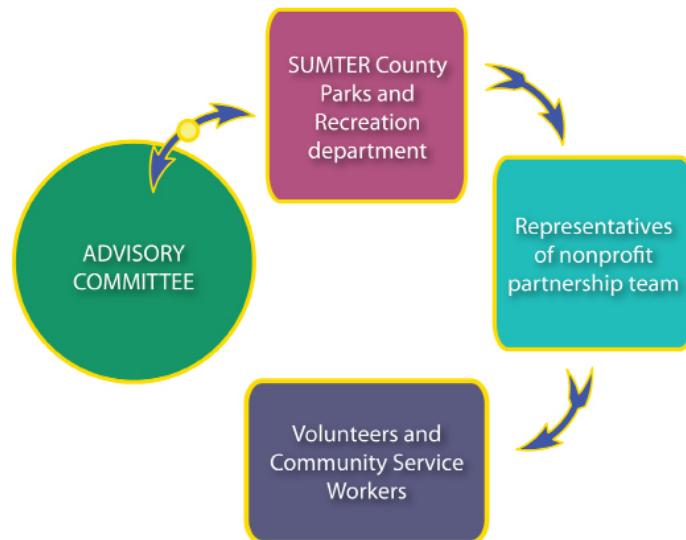 SUMTER County
Parks and
Recreation
department
ADVISORY
COMMITTEE
Representatives
of nonprofit
partnership team
Volunteers and
Community Service
Workers